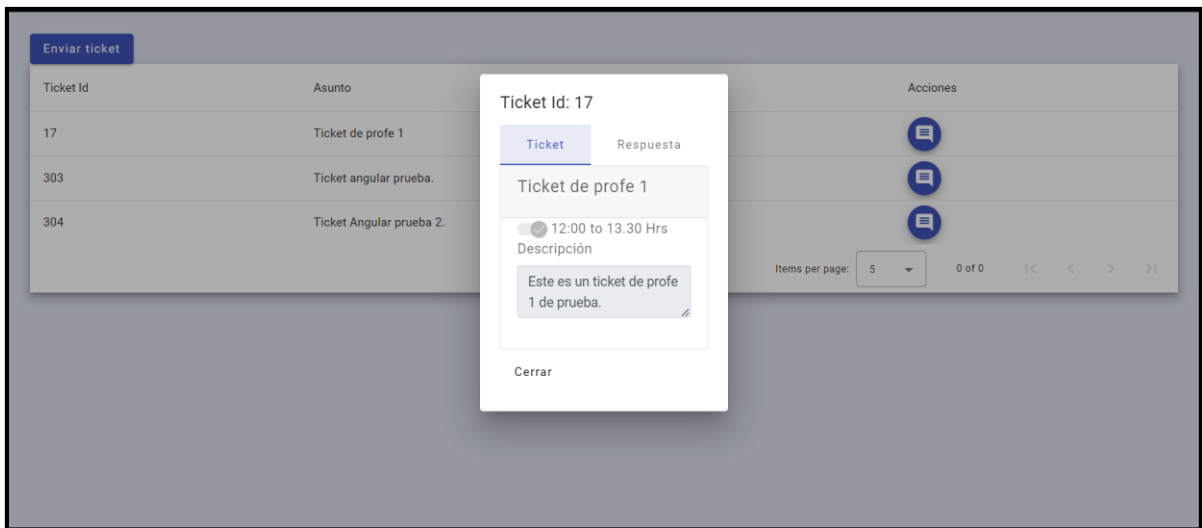 Enviar ticket
Ticket Id Asunto Acciones
17 Ticket de profe 1
303 Ticket angular prueba.
304 Ticket Angular prueba 2.
Items per page: 5 0 of 0
Ticket Id: 17
Ticket Respuesta
Ticket de profe 1
12:00 to 13.30 Hrs
Descripción
Este es un ticket de profe
1 de prueba.
Cerrar